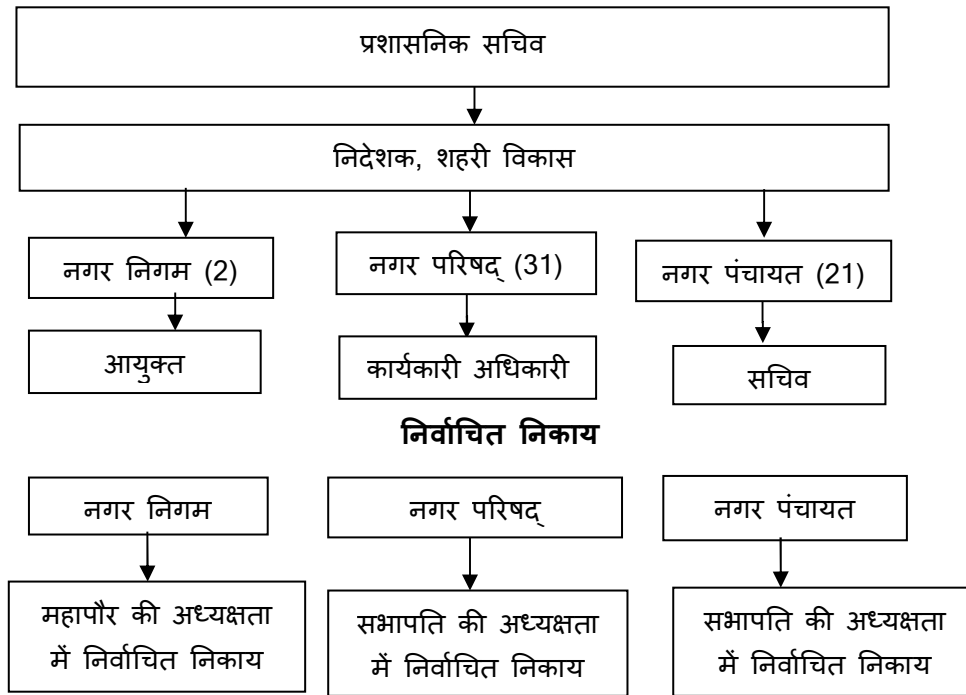 प्रशासनिक सचिव
निदेशक, शहरी विकास
नगर निगम (2)
नगर परिषद् (31)
नगर पंचायत (21)
आयुक्त
कार्यकारी अधिकारी
सचिव
निर्वाचित निकाय
नगर निगम
नगर परिषद्
नगर पंचायत
महापौर की अध्यक्षता
में निर्वाचित निकाय
सभापति की अध्यक्षता
में निर्वाचित निकाय
सभापति की अध्यक्षता
में निर्वाचित निकाय